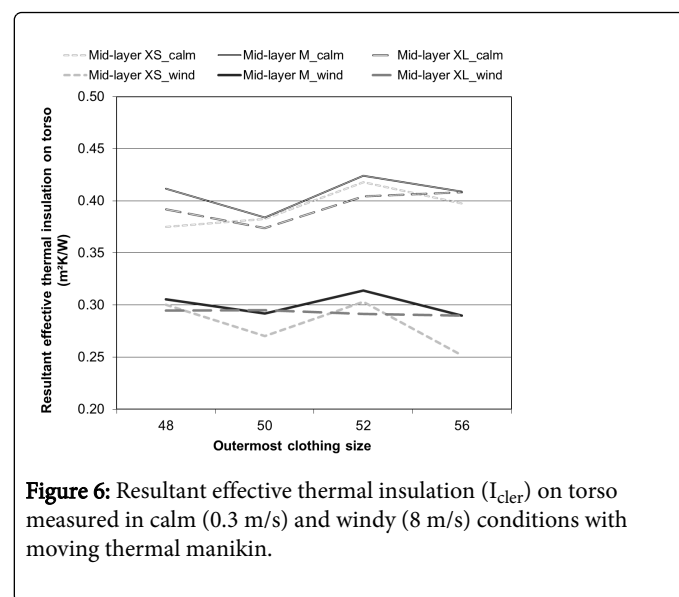 Mid-layer XS_calm Mid-layer M_calm Mid-layer XL_calm
Mid-layer XS_wind Mid-layer M_wind Mid-layer XL_wind
Resultant effective thermal insulation on torso
(m²K/W)
0.50
0.45
0.40
0.35
0.30
0.25
0.20
48 50 52 56
Outermost clothing size
Figure 6: Resultant effective thermal insulation (Icler) on torso
measured in calm (0.3 m/s) and windy (8 m/s) conditions with
moving thermal manikin.